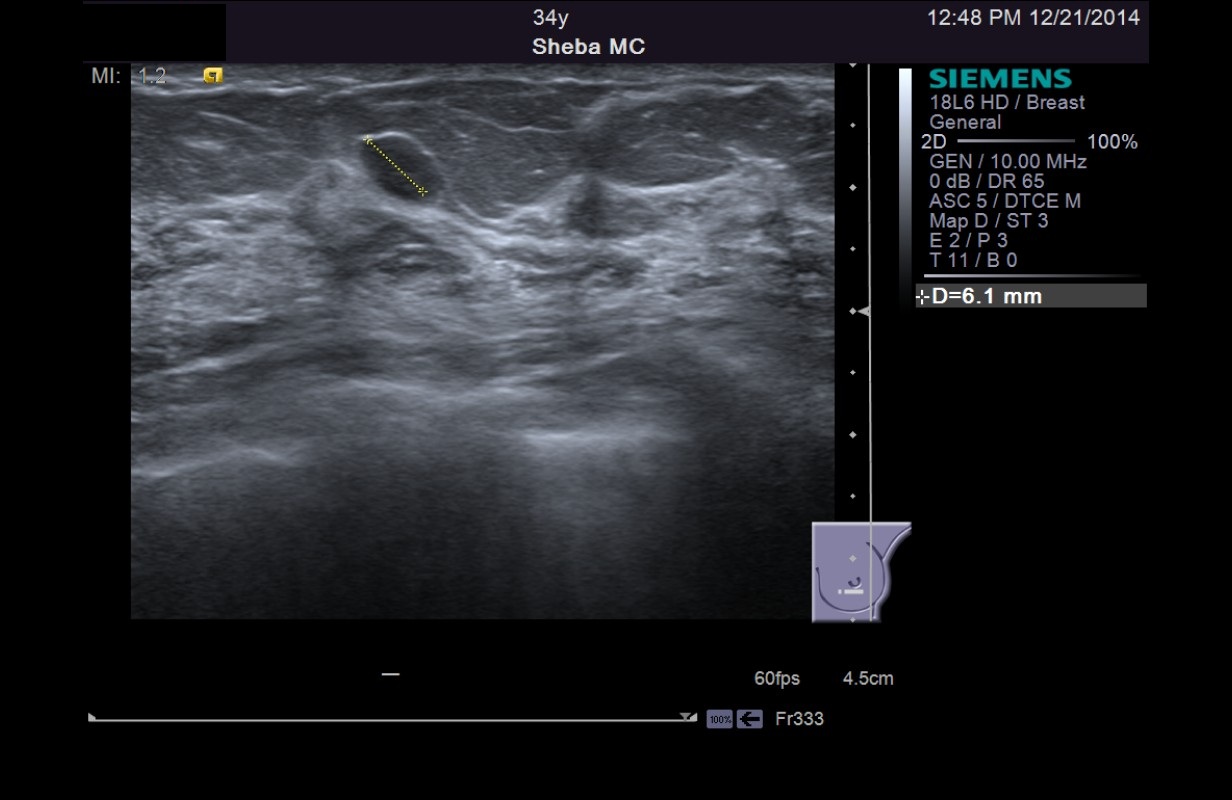 34y
12:48 PM 12/21/2014
Sheba MC
MI: 1.2
SIEMENS
18L6 HD / Breast
General
2D 100%
GEN / 10.00 MHz
0 dB / DR 65
ASC 5 / DTCE M
Map D / ST 3
E 2 / P 3
T 11 / B 0
D=6.1 mm
60fps 4.5cm
100% Fr333